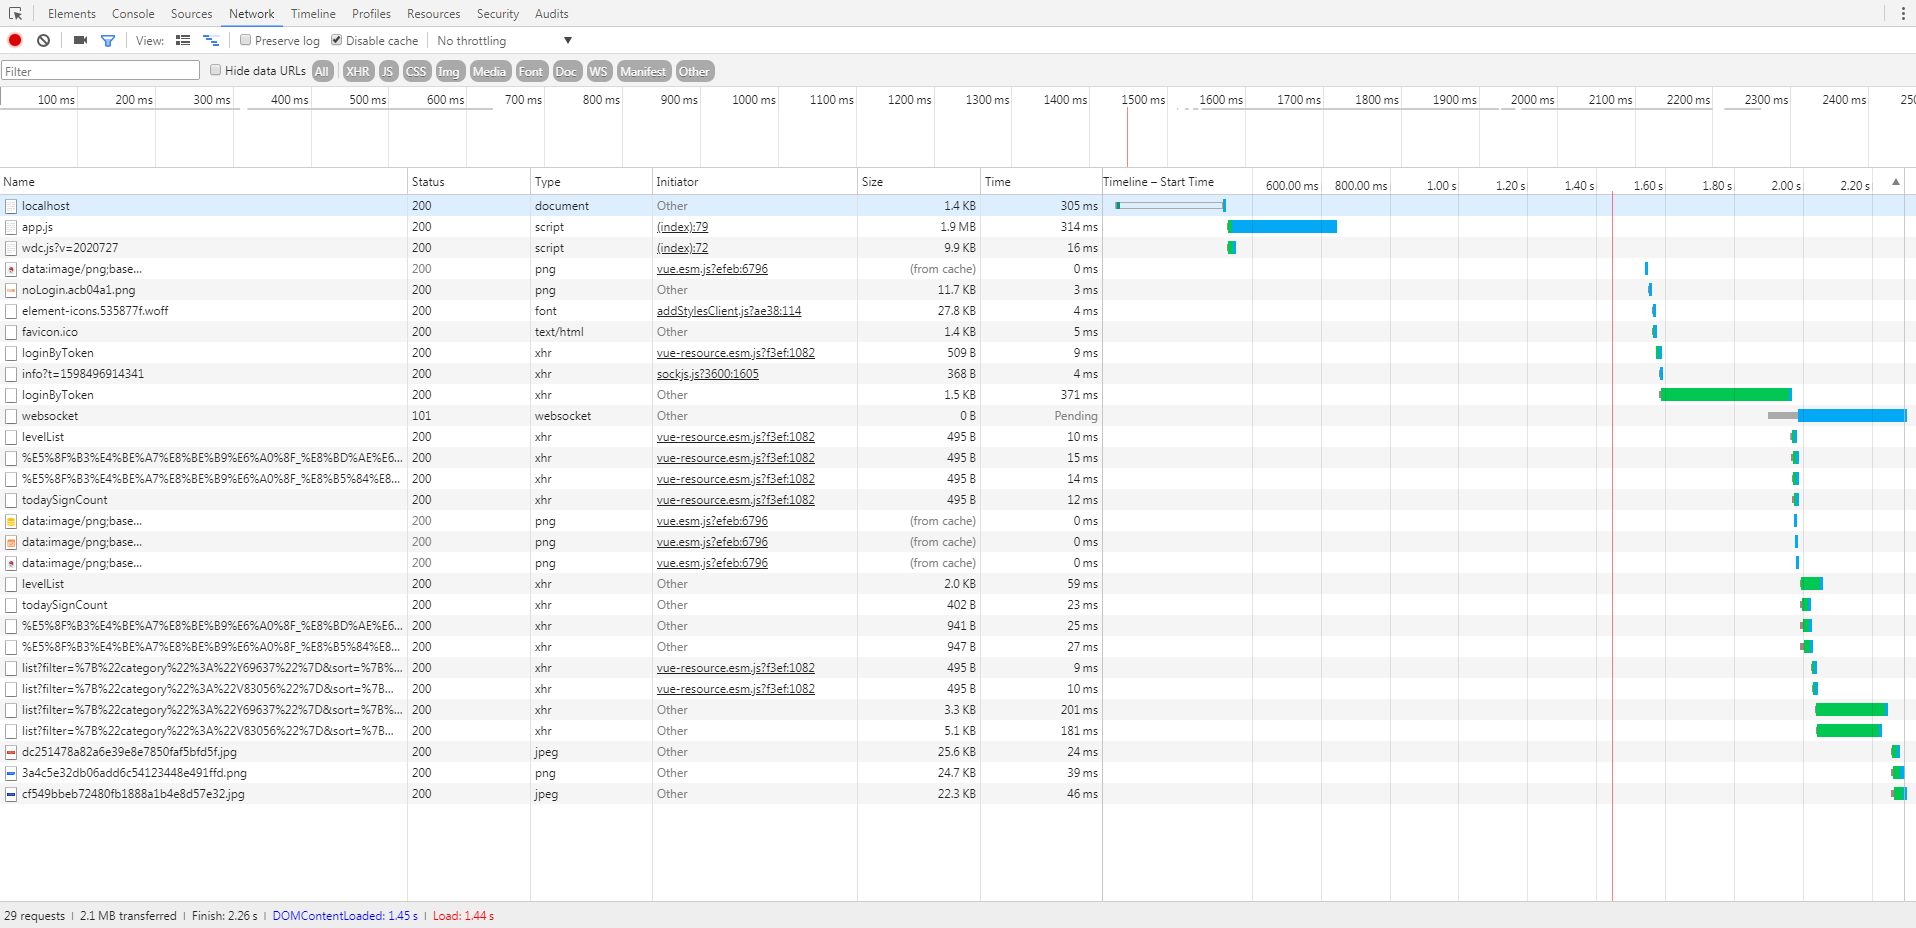 Elements Console Sources Network Timeline Profiles Resources Security Audits
View: Preserve log Disable cache No throttling
Filter Hide data URLs All XHR JS CSS Img Media Font Doc WS Manifest Other
100 ms 200 ms 300 ms 400 ms 500 ms 600 ms 700 ms 800 ms 900 ms 1000 ms 1100 ms 1200 ms 1300 ms 1400 ms 1500 ms 1600 ms 1700 ms 1800 ms 1900 ms 2000 ms 2100 ms 2200 ms 2300 ms 2400 ms 250
Name Status Type Initiator Size Time Timeline – Start Time 600.00 ms 800.00 ms 1.00 s 1.20 s 1.40 s 1.60 s 1.80 s 2.00 s 2.20 s
localhost 200 document Other 1.4 KB 305 ms
app.js 200 script (index):79 1.9 MB 314 ms
wdc.js?v=2020727 200 script (index):72 9.9 KB 16 ms
data:image/png;base... 200 png vue.esm.js?efeb:6796 (from cache) 0 ms
noLogin.acb04a1.png 200 png Other 11.7 KB 3 ms
element-icons.535877f.woff 200 font addStylesClient.js?ae38:114 27.8 KB 4 ms
favicon.ico 200 text/html Other 1.4 KB 5 ms
loginByToken 200 xhr vue-resource.esm.js?f3ef:1082 509 B 9 ms
info?t=1598496914341 200 xhr sockjs.js?3600:1605 368 B 4 ms
loginByToken 200 xhr Other 1.5 KB 371 ms
websocket 101 websocket Other 0 B Pending
levelList 200 xhr vue-resource.esm.js?f3ef:1082 495 B 10 ms
%E5%8F%B3%E4%BE%A7%E8%BE%B9%E6%A0%8F_%E8%BD%AE%E6... 200 xhr vue-resource.esm.js?f3ef:1082 495 B 15 ms
%E5%8F%B3%E4%BE%A7%E8%BE%B9%E6%A0%8F_%E8%B5%84%E8... 200 xhr vue-resource.esm.js?f3ef:1082 495 B 14 ms
todaySignCount 200 xhr vue-resource.esm.js?f3ef:1082 495 B 12 ms
data:image/png;base... 200 png vue.esm.js?efeb:6796 (from cache) 0 ms
data:image/png;base... 200 png vue.esm.js?efeb:6796 (from cache) 0 ms
data:image/png;base... 200 png vue.esm.js?efeb:6796 (from cache) 0 ms
levelList 200 xhr Other 2.0 KB 59 ms
todaySignCount 200 xhr Other 402 B 23 ms
%E5%8F%B3%E4%BE%A7%E8%BE%B9%E6%A0%8F_%E8%BD%AE%E6... 200 xhr Other 941 B 25 ms
%E5%8F%B3%E4%BE%A7%E8%BE%B9%E6%A0%8F_%E8%B5%84%E8... 200 xhr Other 947 B 27 ms
list?filter=%7B%22category%22%3A%22Y69637%22%7D&sort=%7B%... 200 xhr vue-resource.esm.js?f3ef:1082 495 B 9 ms
list?filter=%7B%22category%22%3A%22V83056%22%7D&sort=%7B... 200 xhr vue-resource.esm.js?f3ef:1082 495 B 10 ms
list?filter=%7B%22category%22%3A%22Y69637%22%7D&sort=%7B%... 200 xhr Other 3.3 KB 201 ms
list?filter=%7B%22category%22%3A%22V83056%22%7D&sort=%7B... 200 xhr Other 5.1 KB 181 ms
dc251478a82a6e39e8e7850faf5bfd5f.jpg 200 jpeg Other 25.6 KB 24 ms
3a4c5e32db06add6c54123448e491ffd.png 200 png Other 24.7 KB 39 ms
cf549bbeb72480fb1888a1b4e8d57e32.jpg 200 jpeg Other 22.3 KB 46 ms
29 requests | 2.1 MB transferred | Finish: 2.26 s | DOMContentLoaded: 1.45 s | Load: 1.44 s